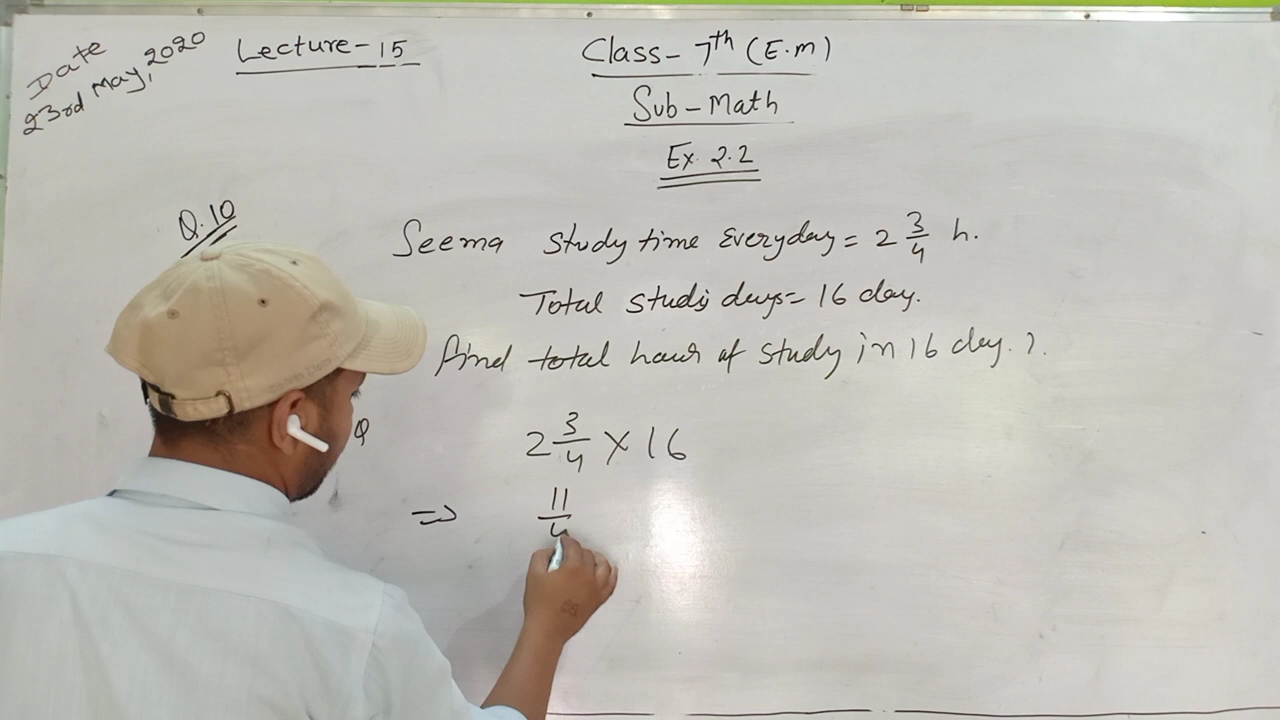 Date
23rd May, 2020
Lecture-15
Class-7th (E.m)
Sub-Math
Ex. 2.2
Q.10
Seema study time Everyday = 2 3/4 h.
Total study days= 16 day.
find total hour of study in 16 day. ?.
2 3/4 × 16
⇒ 11/4